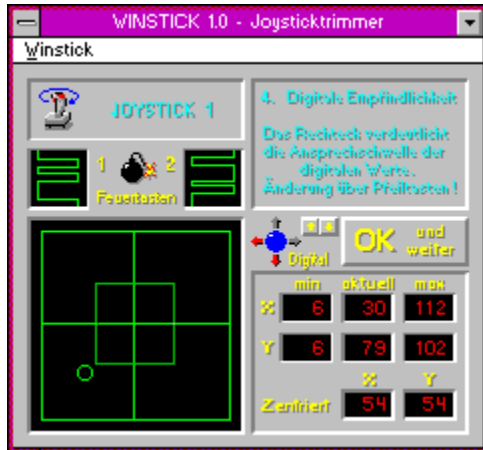 WINSTICK 1.0 - Joysticktrimmer
Winstick
JOYSTICK 1
4. Digitale Empfindlichkeit
Das Rechteck verdeutlicht
die Ansprechschwelle der
digitalen Werte.
Änderung über Pfeiltasten !
1 2
Feuertasten
Digital
OK und
weiter
min aktuell max
X 6 30 112
Y 6 79 102
X Y
Zentriert 54 54